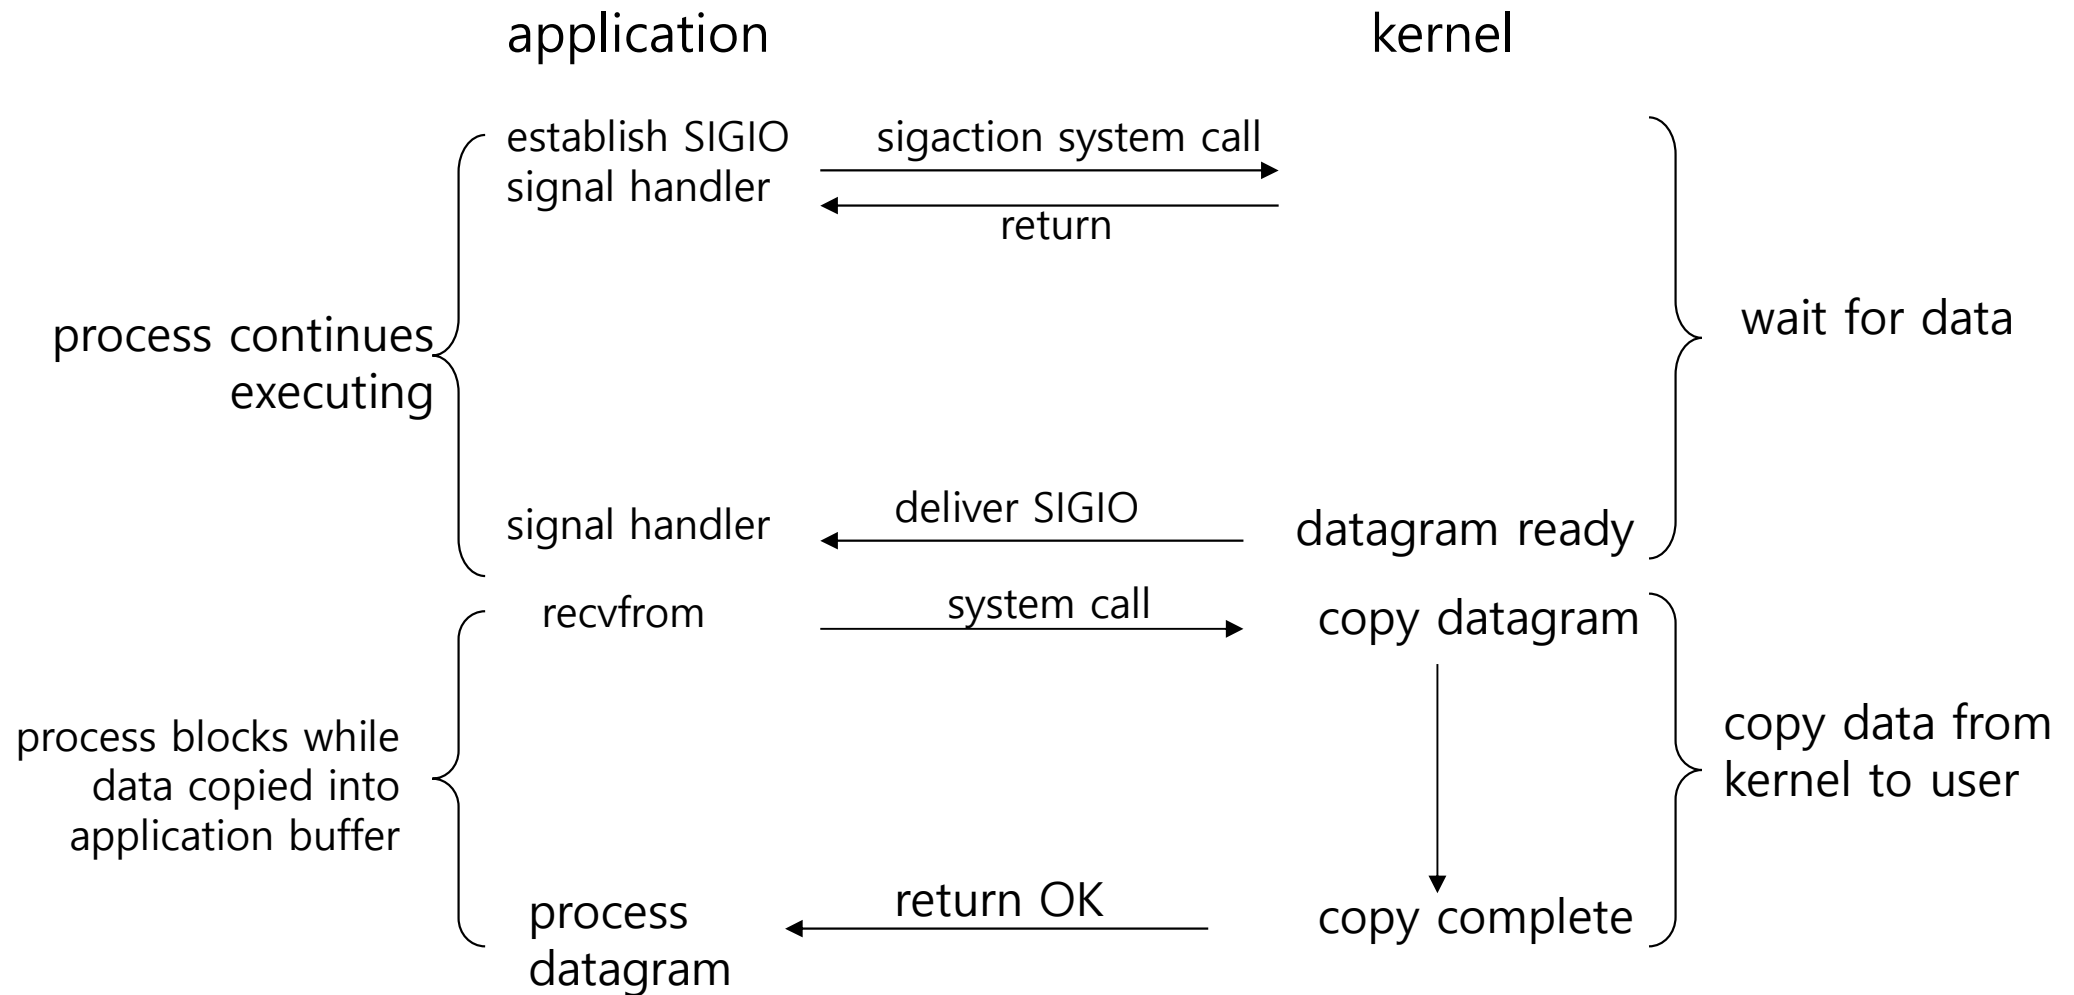 application
kernel
establish SIGIO
signal handler
sigaction system call
return
process continues
executing
wait for data
signal handler
deliver SIGIO
datagram ready
recvfrom
system call
copy datagram
process blocks while
data copied into
application buffer
copy data from
kernel to user
process
datagram
return OK
copy complete